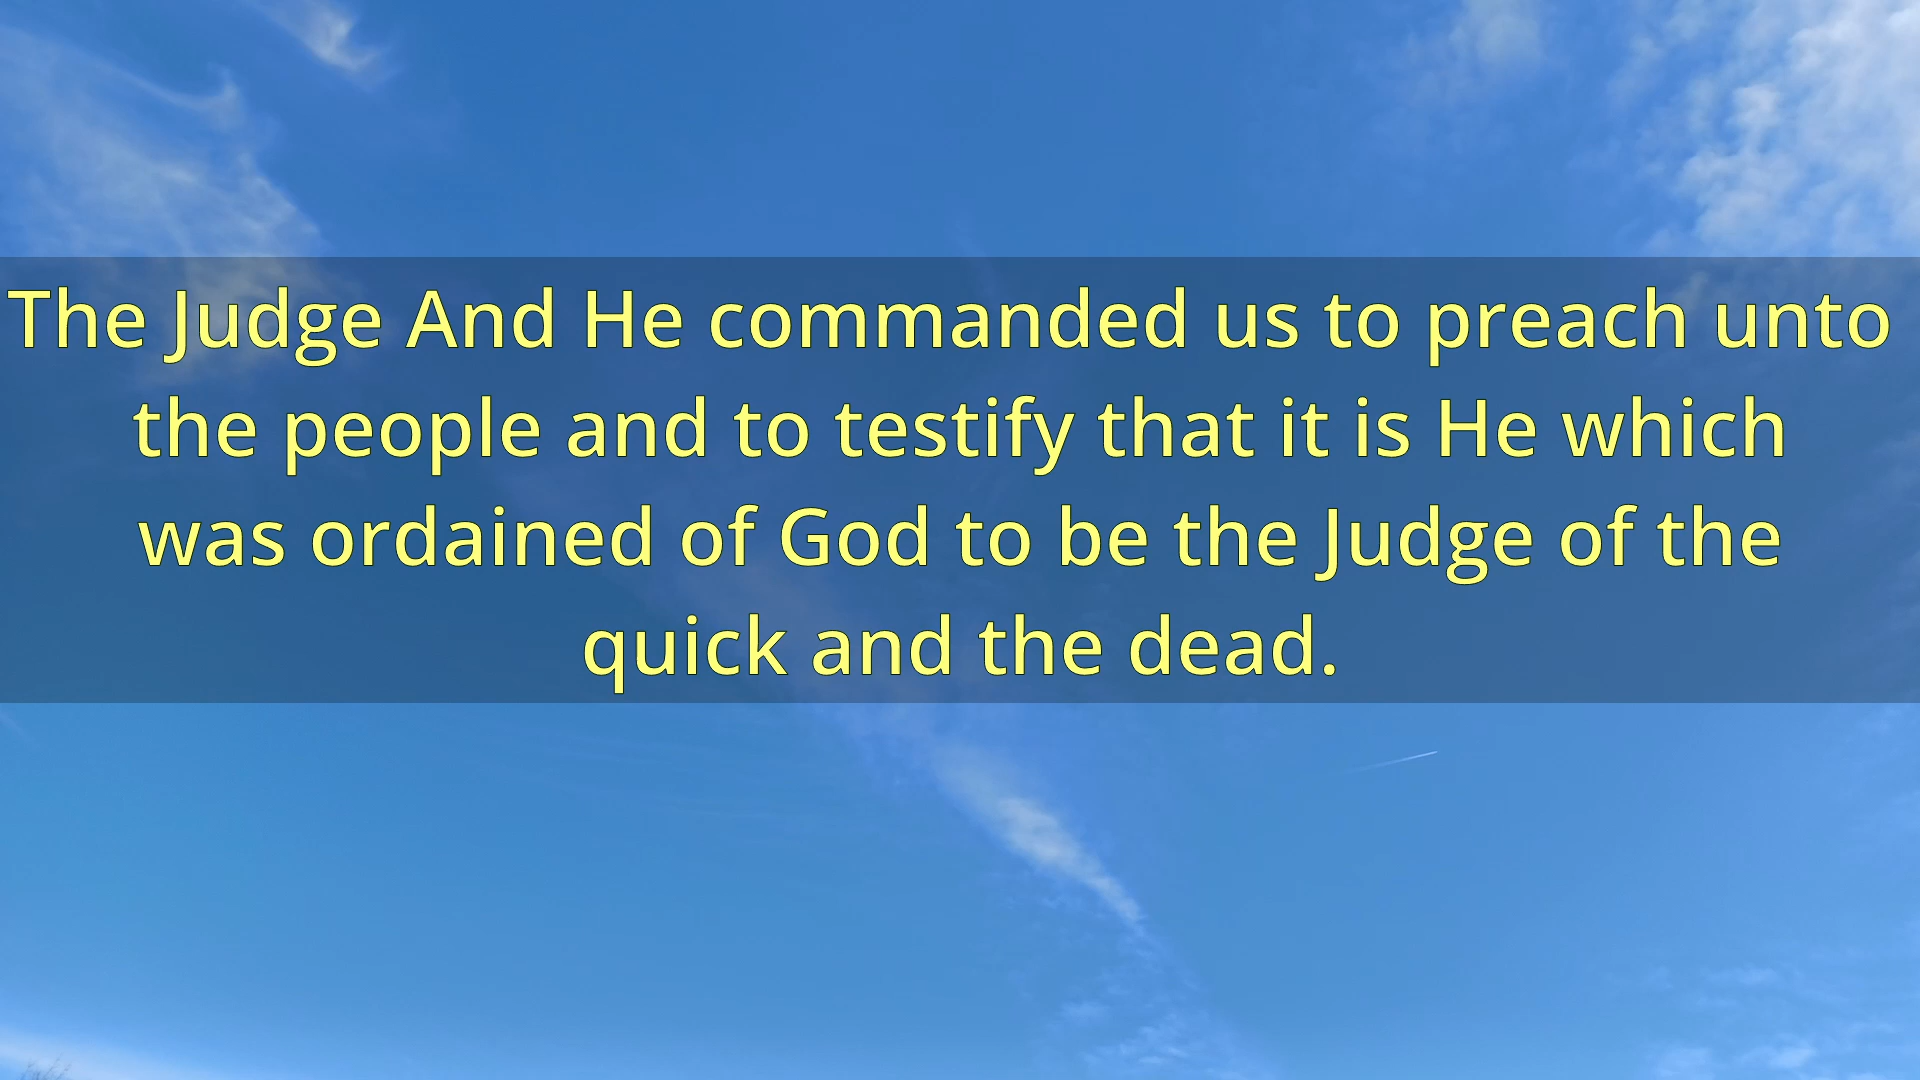 The Judge And He commanded us to preach unto
the people and to testify that it is He which
was ordained of God to be the Judge of the
quick and the dead.